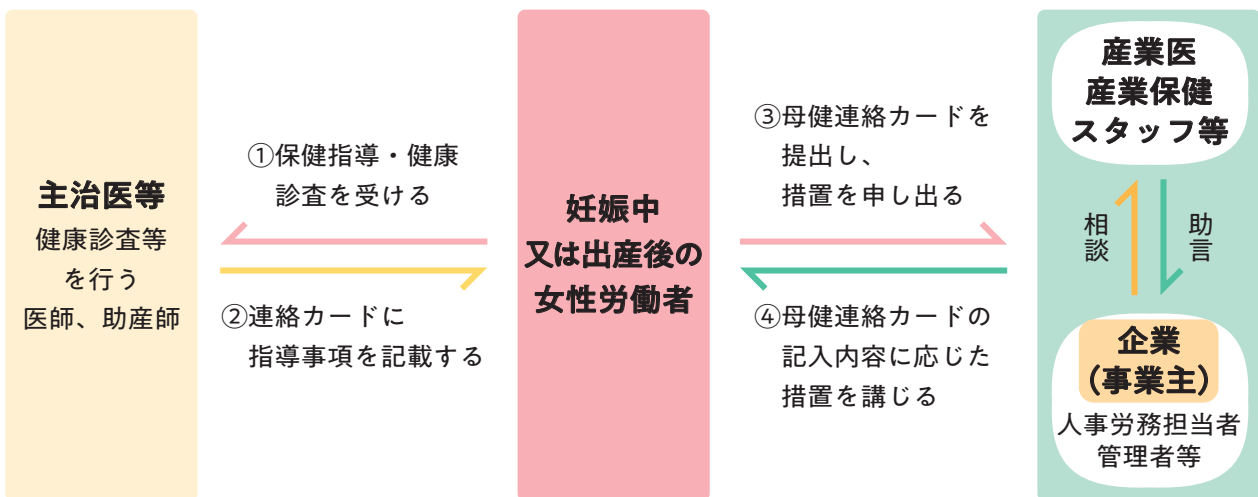 主治医等
健康診査等
を行う
医師、助産師
①保健指導・健康
診査を受ける
②連絡カードに
指導事項を記載する
妊娠中
又は出産後の
女性労働者
③母健連絡カードを
提出し、
措置を申し出る
④母健連絡カードの
記入内容に応じた
措置を講じる
産業医
産業保健
スタッフ等
相談
助言
企業
(事業主)
人事労務担当者
管理者等